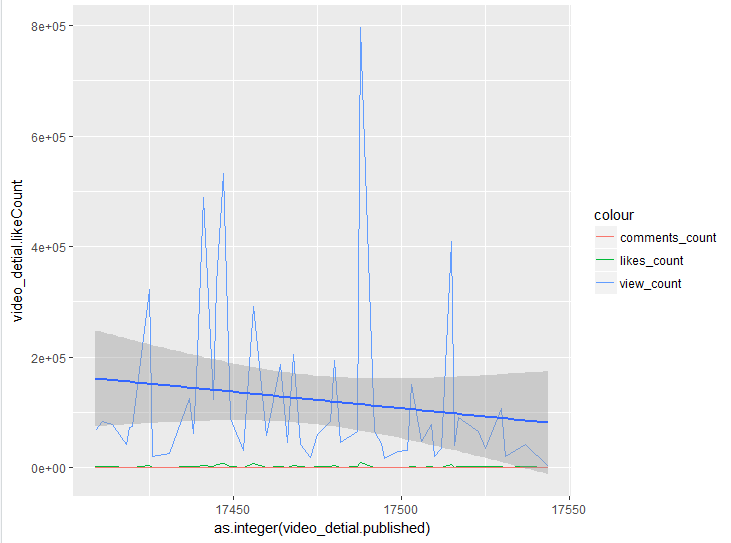 8e+05
6e+05
4e+05
2e+05
0e+00
video_detial.likeCount
17450
17500
17550
as.integer(video_detial.published)
colour
comments_count
likes_count
view_count